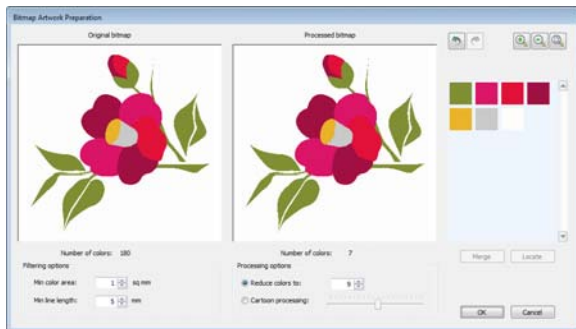 Bitmap Artwork Preparation
Original bitmap
Processed bitmap
Number of colors: 180
Number of colors: 7
Filtering options
Min color area: 1 sq mm
Min line length: 5 mm
Processing options
Reduce colors to: 9
Cartoon processing:
Merge
Locate
OK
Cancel